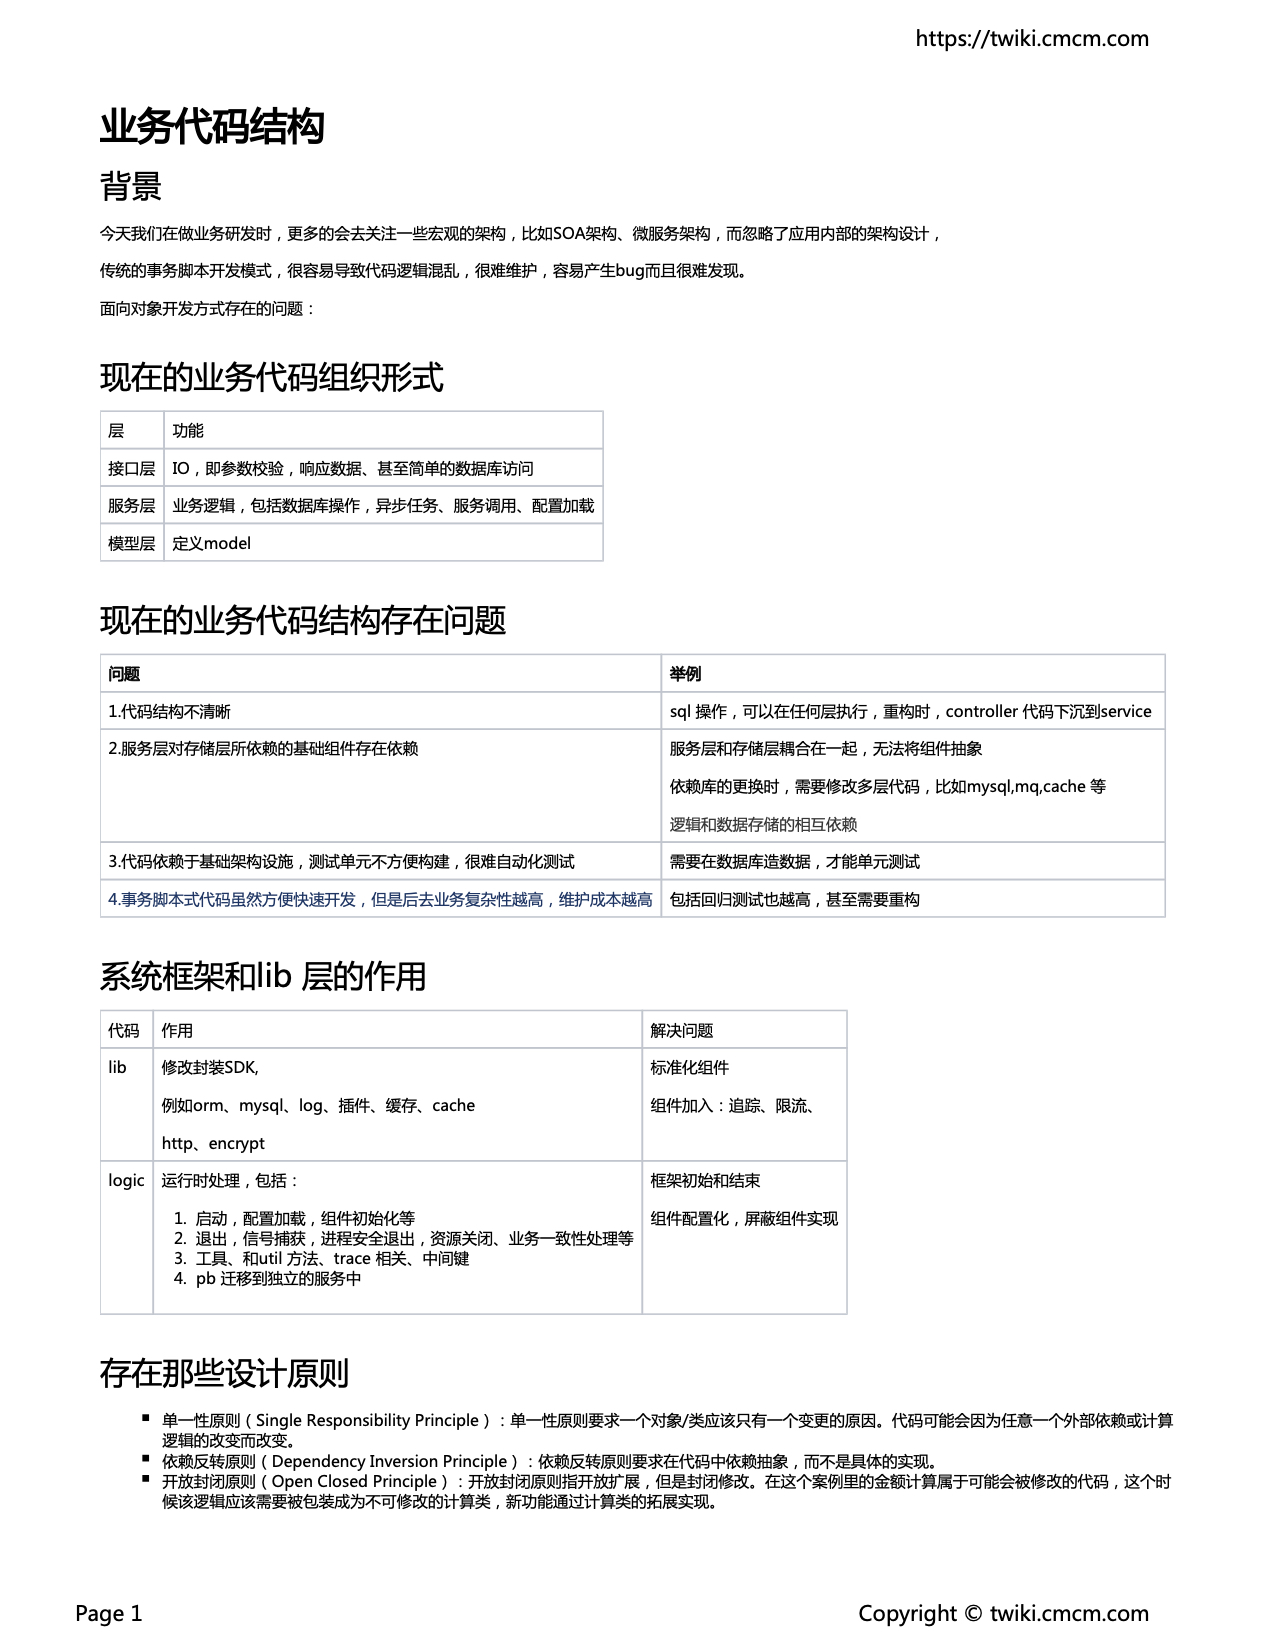 https://twiki.cmcm.com
业务代码结构
背景
今天我们在做业务研发时，更多的会去关注一些宏观的架构，比如SOA架构、微服务架构，而忽略了应用内部的架构设计，
传统的事务脚本开发模式，很容易导致代码逻辑混乱，很难维护，容易产生bug而且很难发现。
面向对象开发方式存在的问题：
现在的业务代码组织形式
层 功能
接口层 IO，即参数校验，响应数据、甚至简单的数据库访问
服务层 业务逻辑，包括数据库操作，异步任务、服务调用、配置加载
模型层 定义model
现在的业务代码结构存在问题
问题 举例
1.代码结构不清晰 sql 操作，可以在任何层执行，重构时，controller 代码下沉到service
2.服务层对存储层所依赖的基础组件存在依赖 服务层和存储层耦合在一起，无法将组件抽象
依赖库的更换时，需要修改多层代码，比如mysql,mq,cache 等
逻辑和数据存储的相互依赖
3.代码依赖于基础架构设施，测试单元不方便构建，很难自动化测试 需要在数据库造数据，才能单元测试
4.事务脚本式代码虽然方便快速开发，但是后去业务复杂性越高，维护成本越高 包括回归测试也越高，甚至需要重构
系统框架和lib 层的作用
代码 作用 解决问题
lib 修改封装SDK, 标准化组件
例如orm、mysql、log、插件、缓存、cache 组件加入：追踪、限流、
http、encrypt
logic 运行时处理，包括： 框架初始和结束
1. 启动，配置加载，组件初始化等 组件配置化，屏蔽组件实现
2. 退出，信号捕获，进程安全退出，资源关闭、业务一致性处理等
3. 工具、和util 方法、trace 相关、中间键
4. pb 迁移到独立的服务中
存在那些设计原则
▪ 单一性原则（Single Responsibility Principle）：单一性原则要求一个对象/类应该只有一个变更的原因。代码可能会因为任意一个外部依赖或计算
逻辑的改变而改变。
▪ 依赖反转原则（Dependency Inversion Principle）：依赖反转原则要求在代码中依赖抽象，而不是具体的实现。
▪ 开放封闭原则（Open Closed Principle）：开放封闭原则指开放扩展，但是封闭修改。在这个案例里的金额计算属于可能会被修改的代码，这个时
候该逻辑应该需要被包装成为不可修改的计算类，新功能通过计算类的拓展实现。
Page 1 Copyright © twiki.cmcm.com